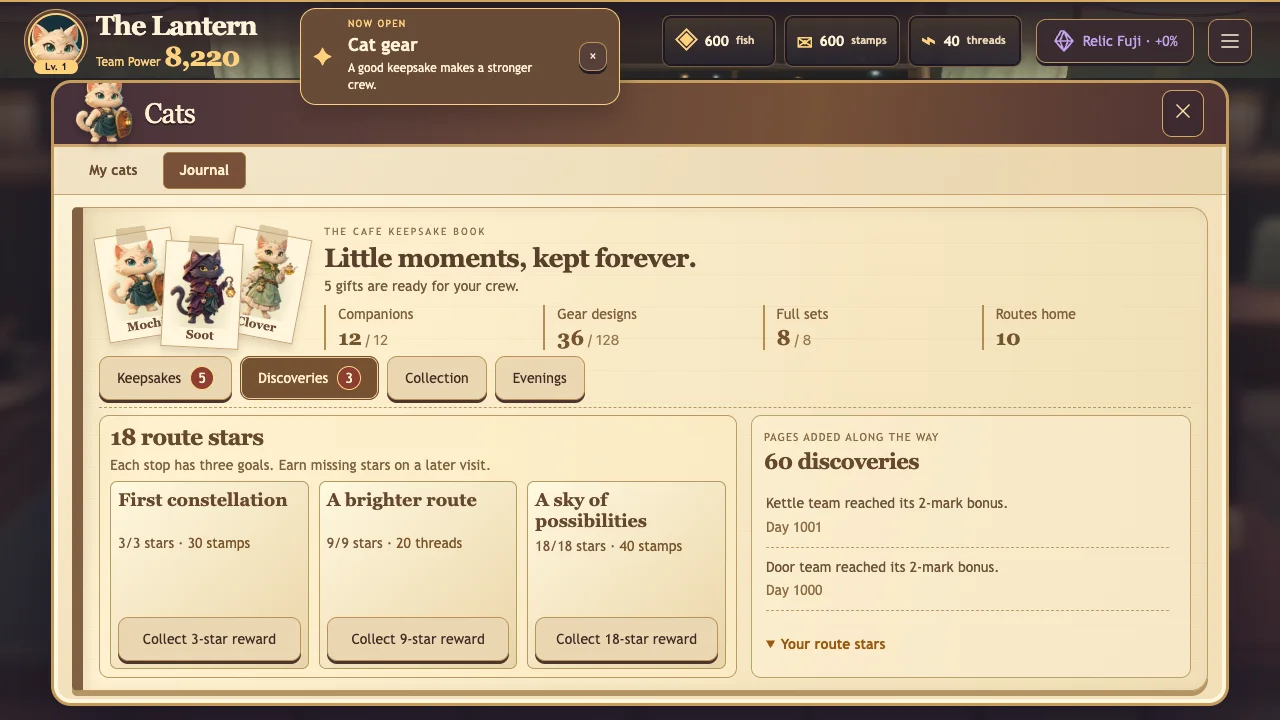 The Lantern
Team Power 8,220
Lv. 1
NOW OPEN
Cat gear
A good keepsake makes a stronger
crew.
×
600 fish
600 stamps
40 threads
Relic Fuji · +0%
Cats
My cats
Journal
Moch
Soot
Clover
THE CAFE KEEPSAKE BOOK
Little moments, kept forever.
5 gifts are ready for your crew.
Companions
12 / 12
Gear designs
36 / 128
Full sets
8 / 8
Routes home
10
Keepsakes 5
Discoveries 3
Collection
Evenings
18 route stars
Each stop has three goals. Earn missing stars on a later visit.
First constellation
3/3 stars · 30 stamps
Collect 3-star reward
A brighter route
9/9 stars · 20 threads
Collect 9-star reward
A sky of
possibilities
18/18 stars · 40 stamps
Collect 18-star reward
PAGES ADDED ALONG THE WAY
60 discoveries
Kettle team reached its 2-mark bonus.
Day 1001
Door team reached its 2-mark bonus.
Day 1000
▼ Your route stars